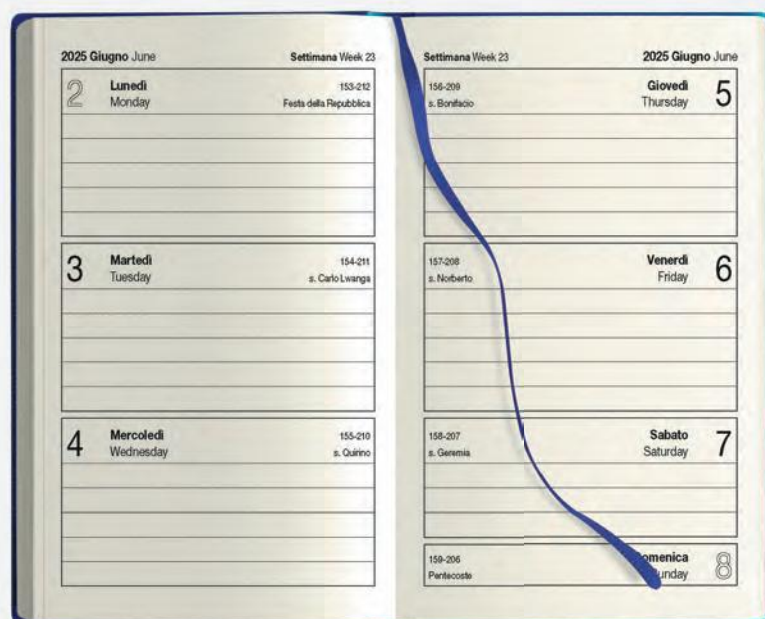 2025 Giugno June Settimana Week 23
2 Lunedì 153-212
Monday Festa della Repubblica
3 Martedì 154-211
Tuesday s. Carlo Lwanga
4 Mercoledì 155-210
Wednesday s. Quirino
Settimana Week 23 2025 Giugno June
156-209 Giovedì 5
s. Bonifacio Thursday
157-208 Venerdì 6
s. Norberto Friday
158-207 Sabato 7
s. Geremia Saturday
159-206 omenica 8
Pentecoste unday